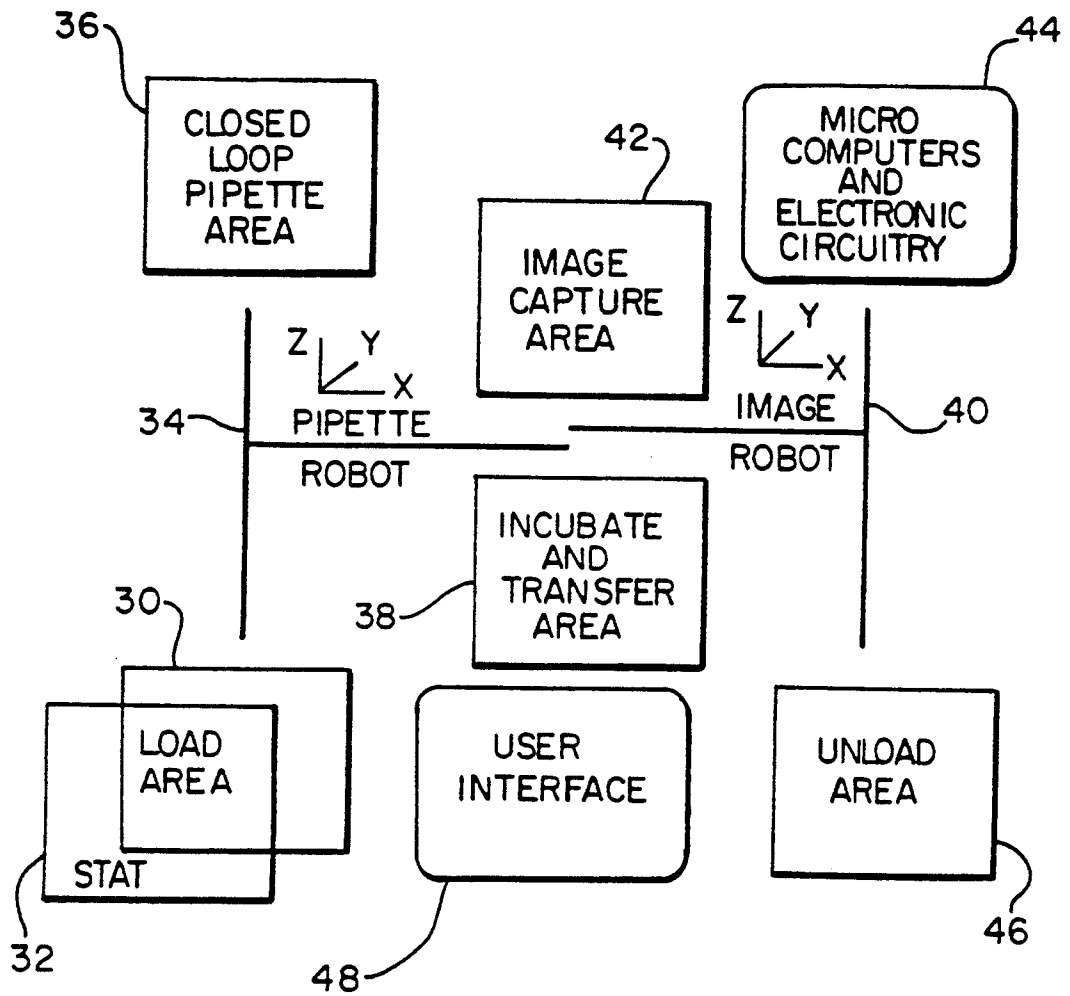 36
CLOSED
LOOP
PIPETTE
AREA
44
MICRO
COMPUTERS
AND
ELECTRONIC
CIRCUITRY
42
IMAGE
CAPTURE
AREA
Z Y
X
PIPETTE
ROBOT
34
Z Y
X
IMAGE
ROBOT
40
INCUBATE
AND
TRANSFER
AREA
38
30
LOAD
AREA
STAT
32
USER
INTERFACE
48
UNLOAD
AREA
46